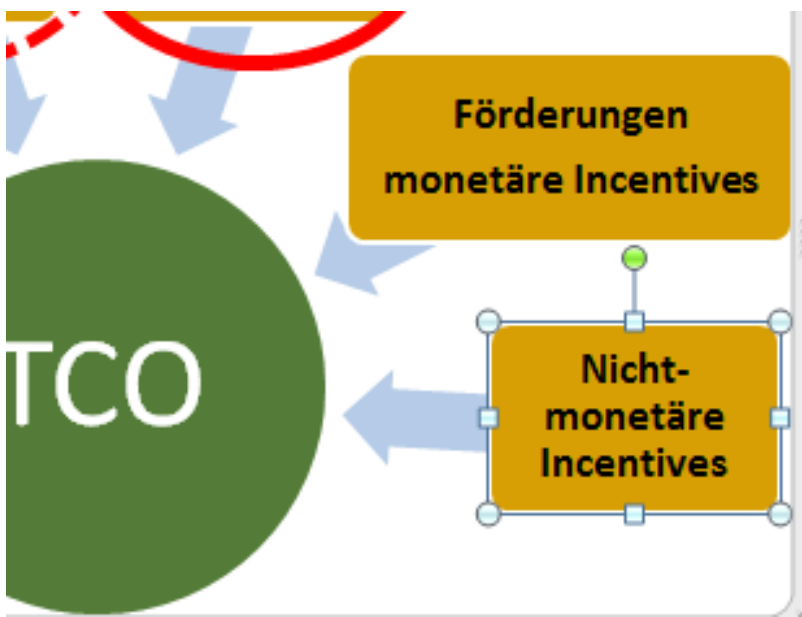 Förderungen
monetäre Incentives
TCO
Nicht-
monetäre
Incentives